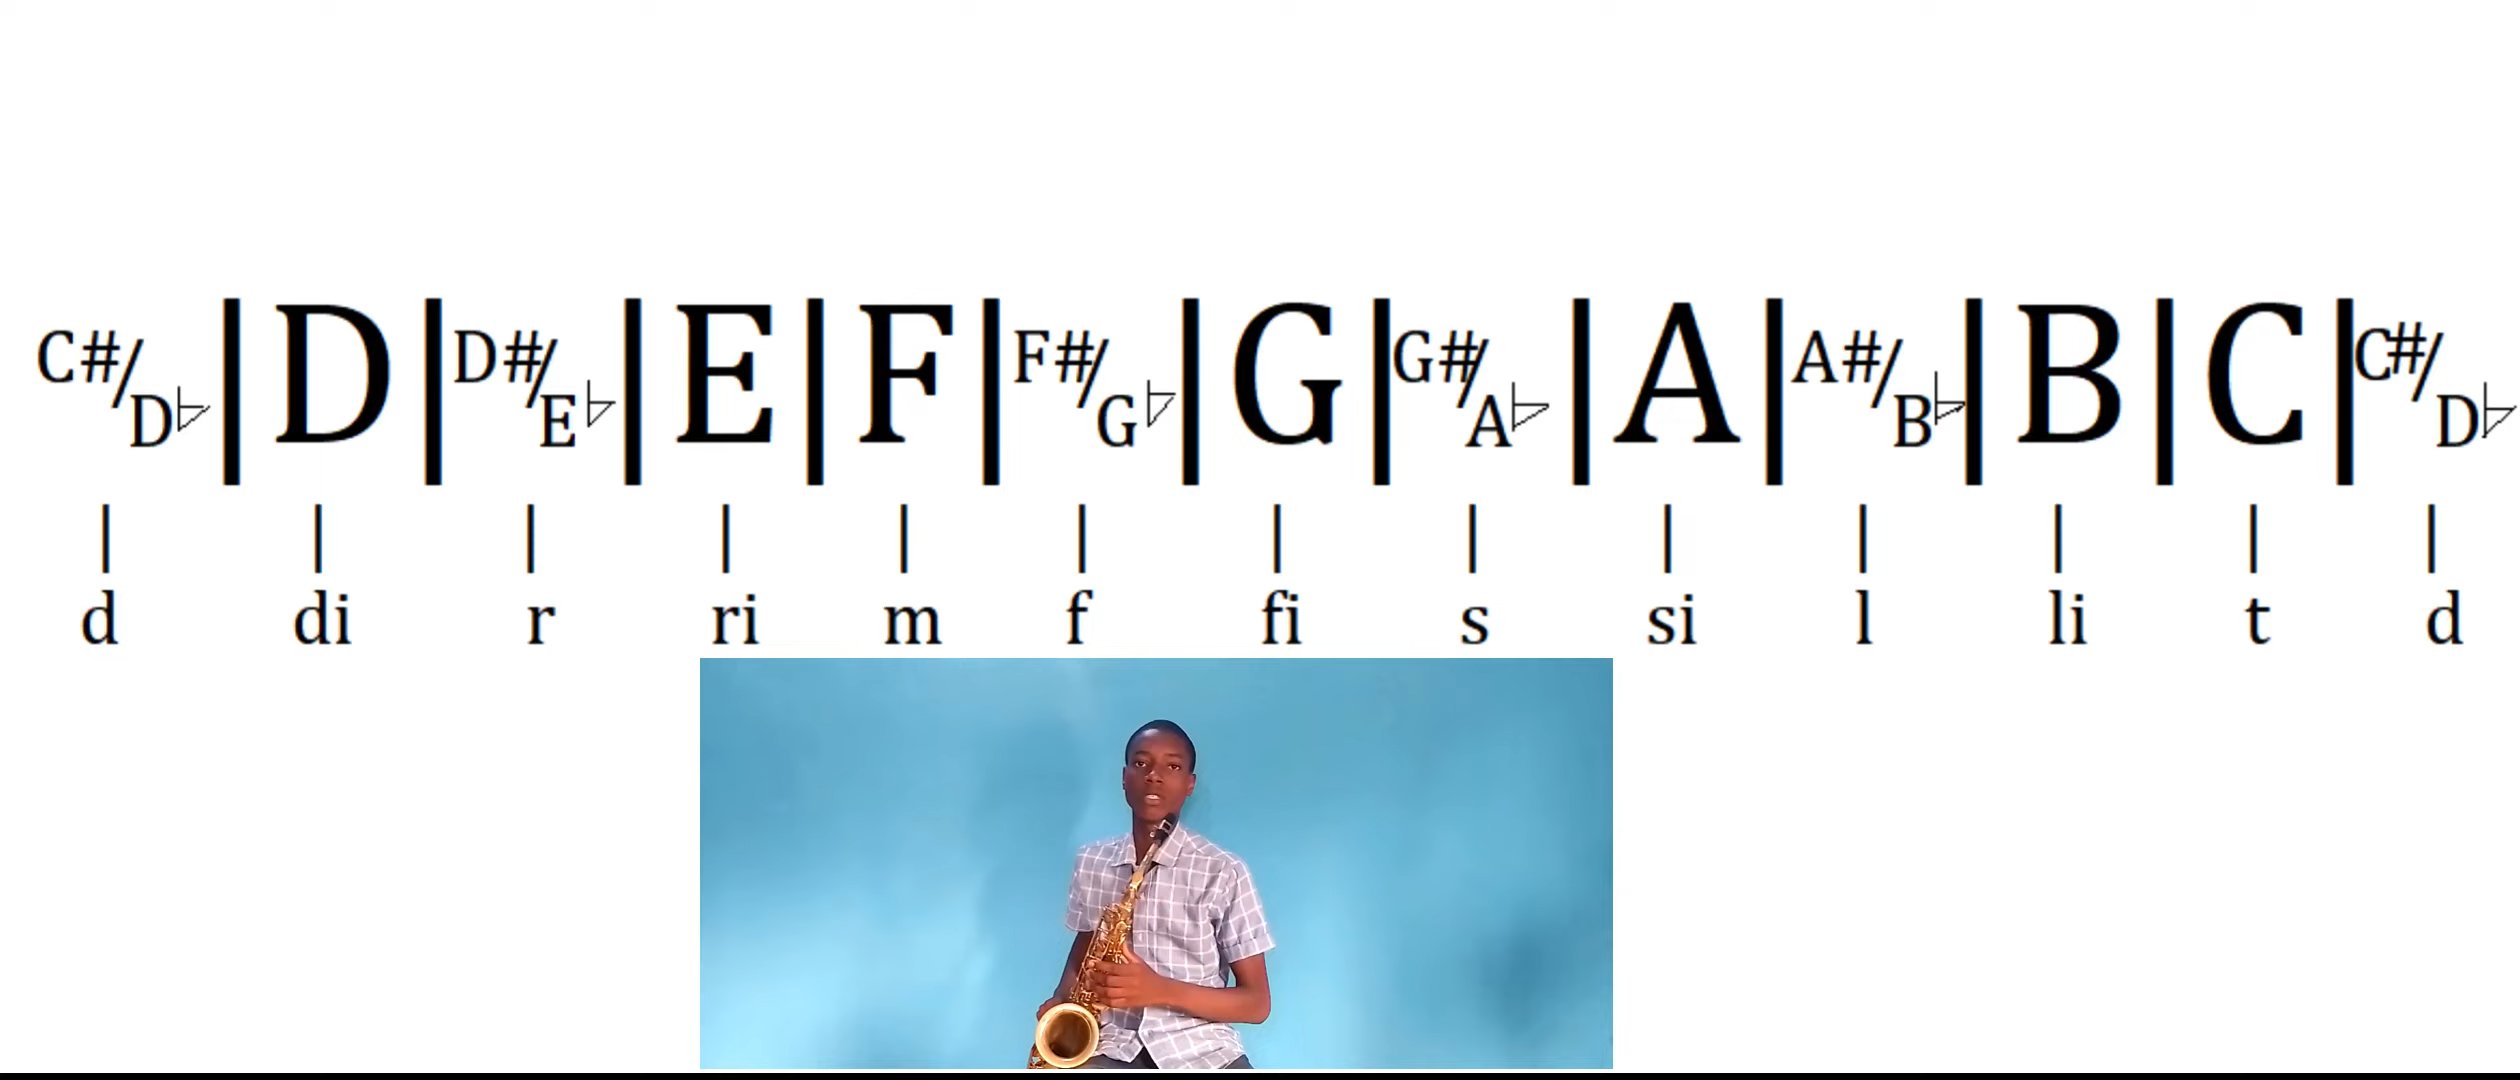 C#/D♭ | D | D#/E♭ | E | F | F#/G♭ | G | G#/A♭ | A | A#/B♭ | B | C | C#/D♭
d di r ri m f fi s si l li t d